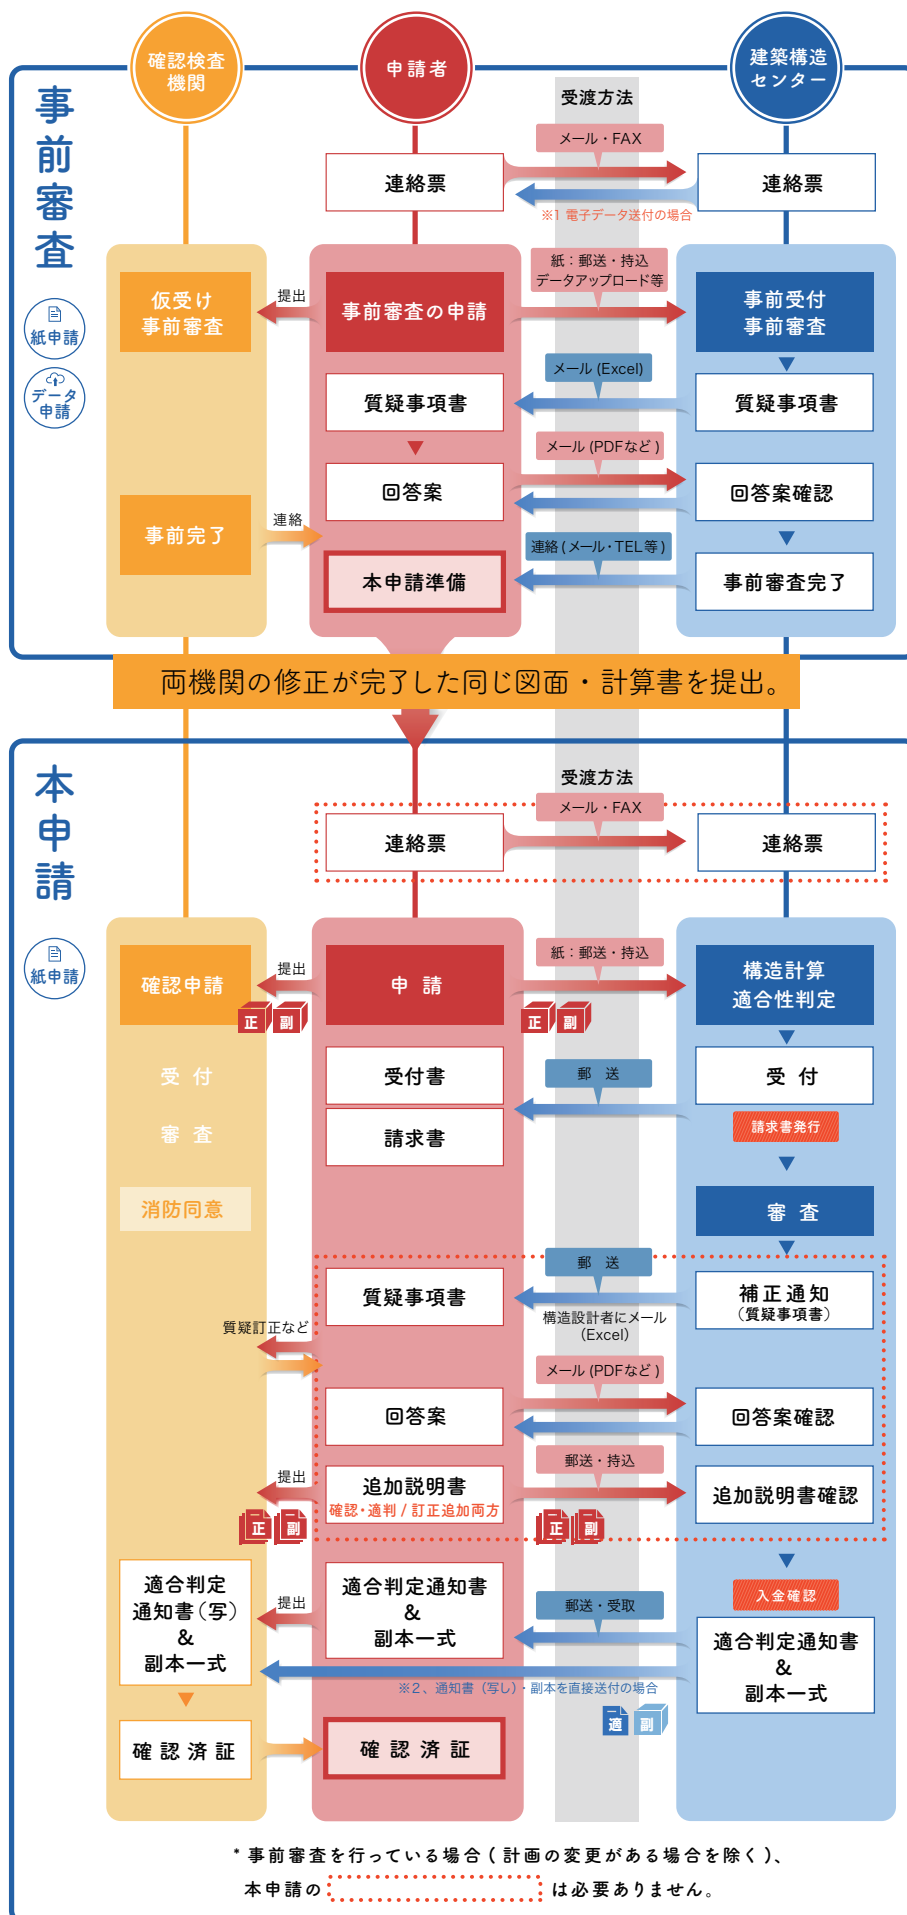 確認検査
機関
申請者
建築構造
センター
事前審査
紙申請
データ
申請
受渡方法
メール・FAX
連絡票
連絡票
※1 電子データ送付の場合
仮受け
事前審査
提出
事前審査の申請
紙：郵送・持込
データアップロード等
事前受付
事前審査
メール(Excel)
質疑事項書
質疑事項書
メール(PDFなど)
回答案
回答案確認
事前完了
連絡
連絡(メール・TEL等)
本申請準備
事前審査完了
両機関の修正が完了した同じ図面・計算書を提出。
本申請
紙申請
受渡方法
メール・FAX
連絡票
連絡票
確認申請
提出
正
副
申 請
紙：郵送・持込
正
副
構造計算
適合性判定
受 付
受付書
郵 送
受 付
審 査
請求書
請求書発行
消防同意
審 査
郵 送
質疑事項書
補正通知
（質疑事項書）
構造設計者にメール
(Excel)
質疑訂正など
メール(PDFなど)
回答案
回答案確認
郵送・持込
提出
追加説明書
確認・適判/訂正追加両方
追加説明書確認
正
副
正
副
入金確認
適合判定
通知書（写）
&
副本一式
提出
適合判定通知書
&
副本一式
郵送・受取
適合判定通知書
&
副本一式
※2、通知書（写し）・副本を直接送付の場合
適
副
確認済証
確認済証
* 事前審査を行っている場合(計画の変更がある場合を除く)、
本申請の は必要ありません。